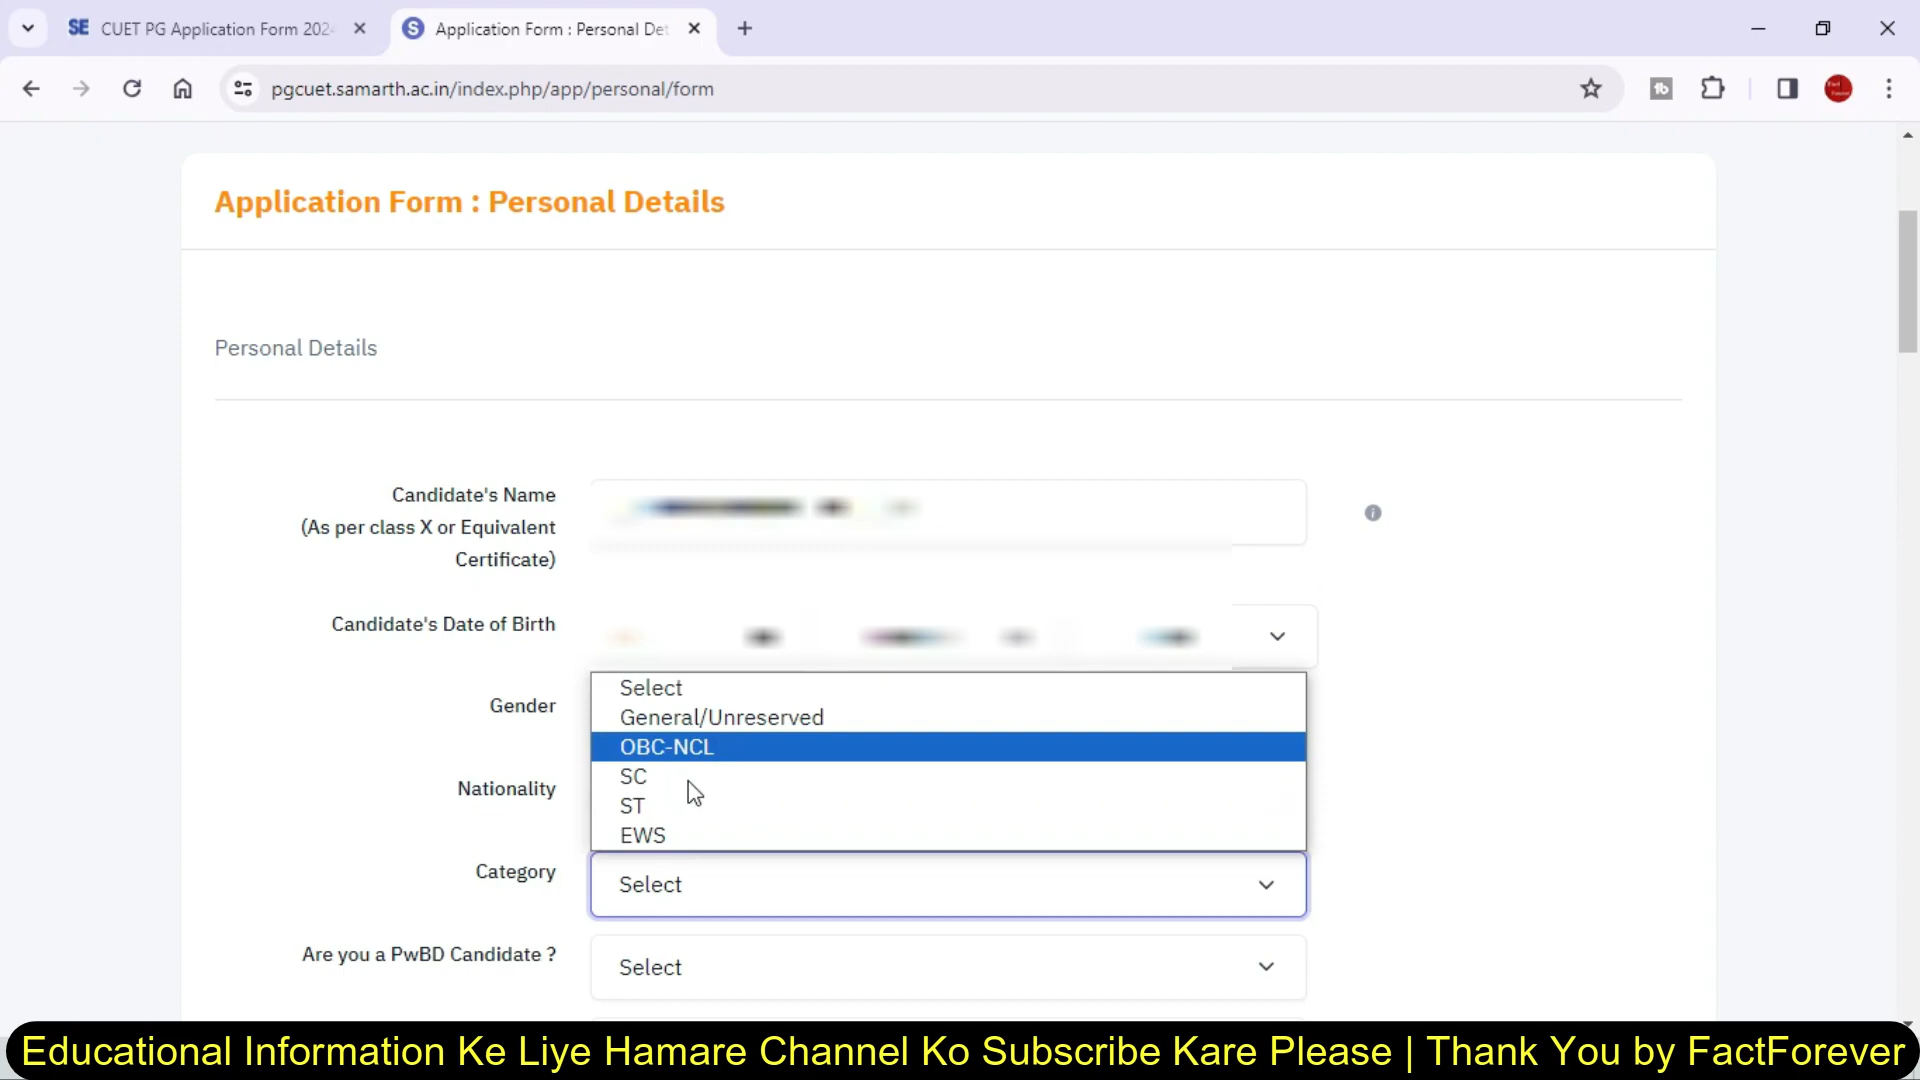 SE CUET PG Application Form 202
S Application Form : Personal Det
pgcuet.samarth.ac.in/index.php/app/personal/form
Application Form : Personal Details
Personal Details
Candidate's Name
(As per class X or Equivalent
Certificate)
Candidate's Date of Birth
Gender
Select
General/Unreserved
OBC-NCL
SC
ST
EWS
Nationality
Category
Select
Are you a PwBD Candidate ?
Select
Educational Information Ke Liye Hamare Channel Ko Subscribe Kare Please | Thank You by FactForever